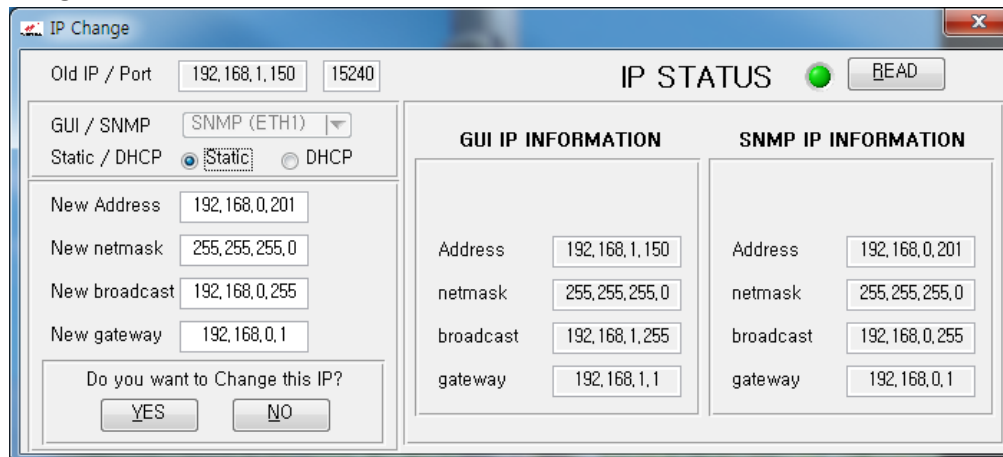 IP Change
Old IP / Port 192,168,1,150 15240
GUI / SNMP SNMP (ETH1)
Static / DHCP Static DHCP
New Address 192,168,0,201
New netmask 255,255,255,0
New broadcast 192,168,0,255
New gateway 192,168,0,1
Do you want to Change this IP?
YES NO
IP STATUS READ
GUI IP INFORMATION
Address 192,168,1,150
netmask 255,255,255,0
broadcast 192,168,1,255
gateway 192,168,1,1
SNMP IP INFORMATION
Address 192,168,0,201
netmask 255,255,255,0
broadcast 192,168,0,255
gateway 192,168,0,1